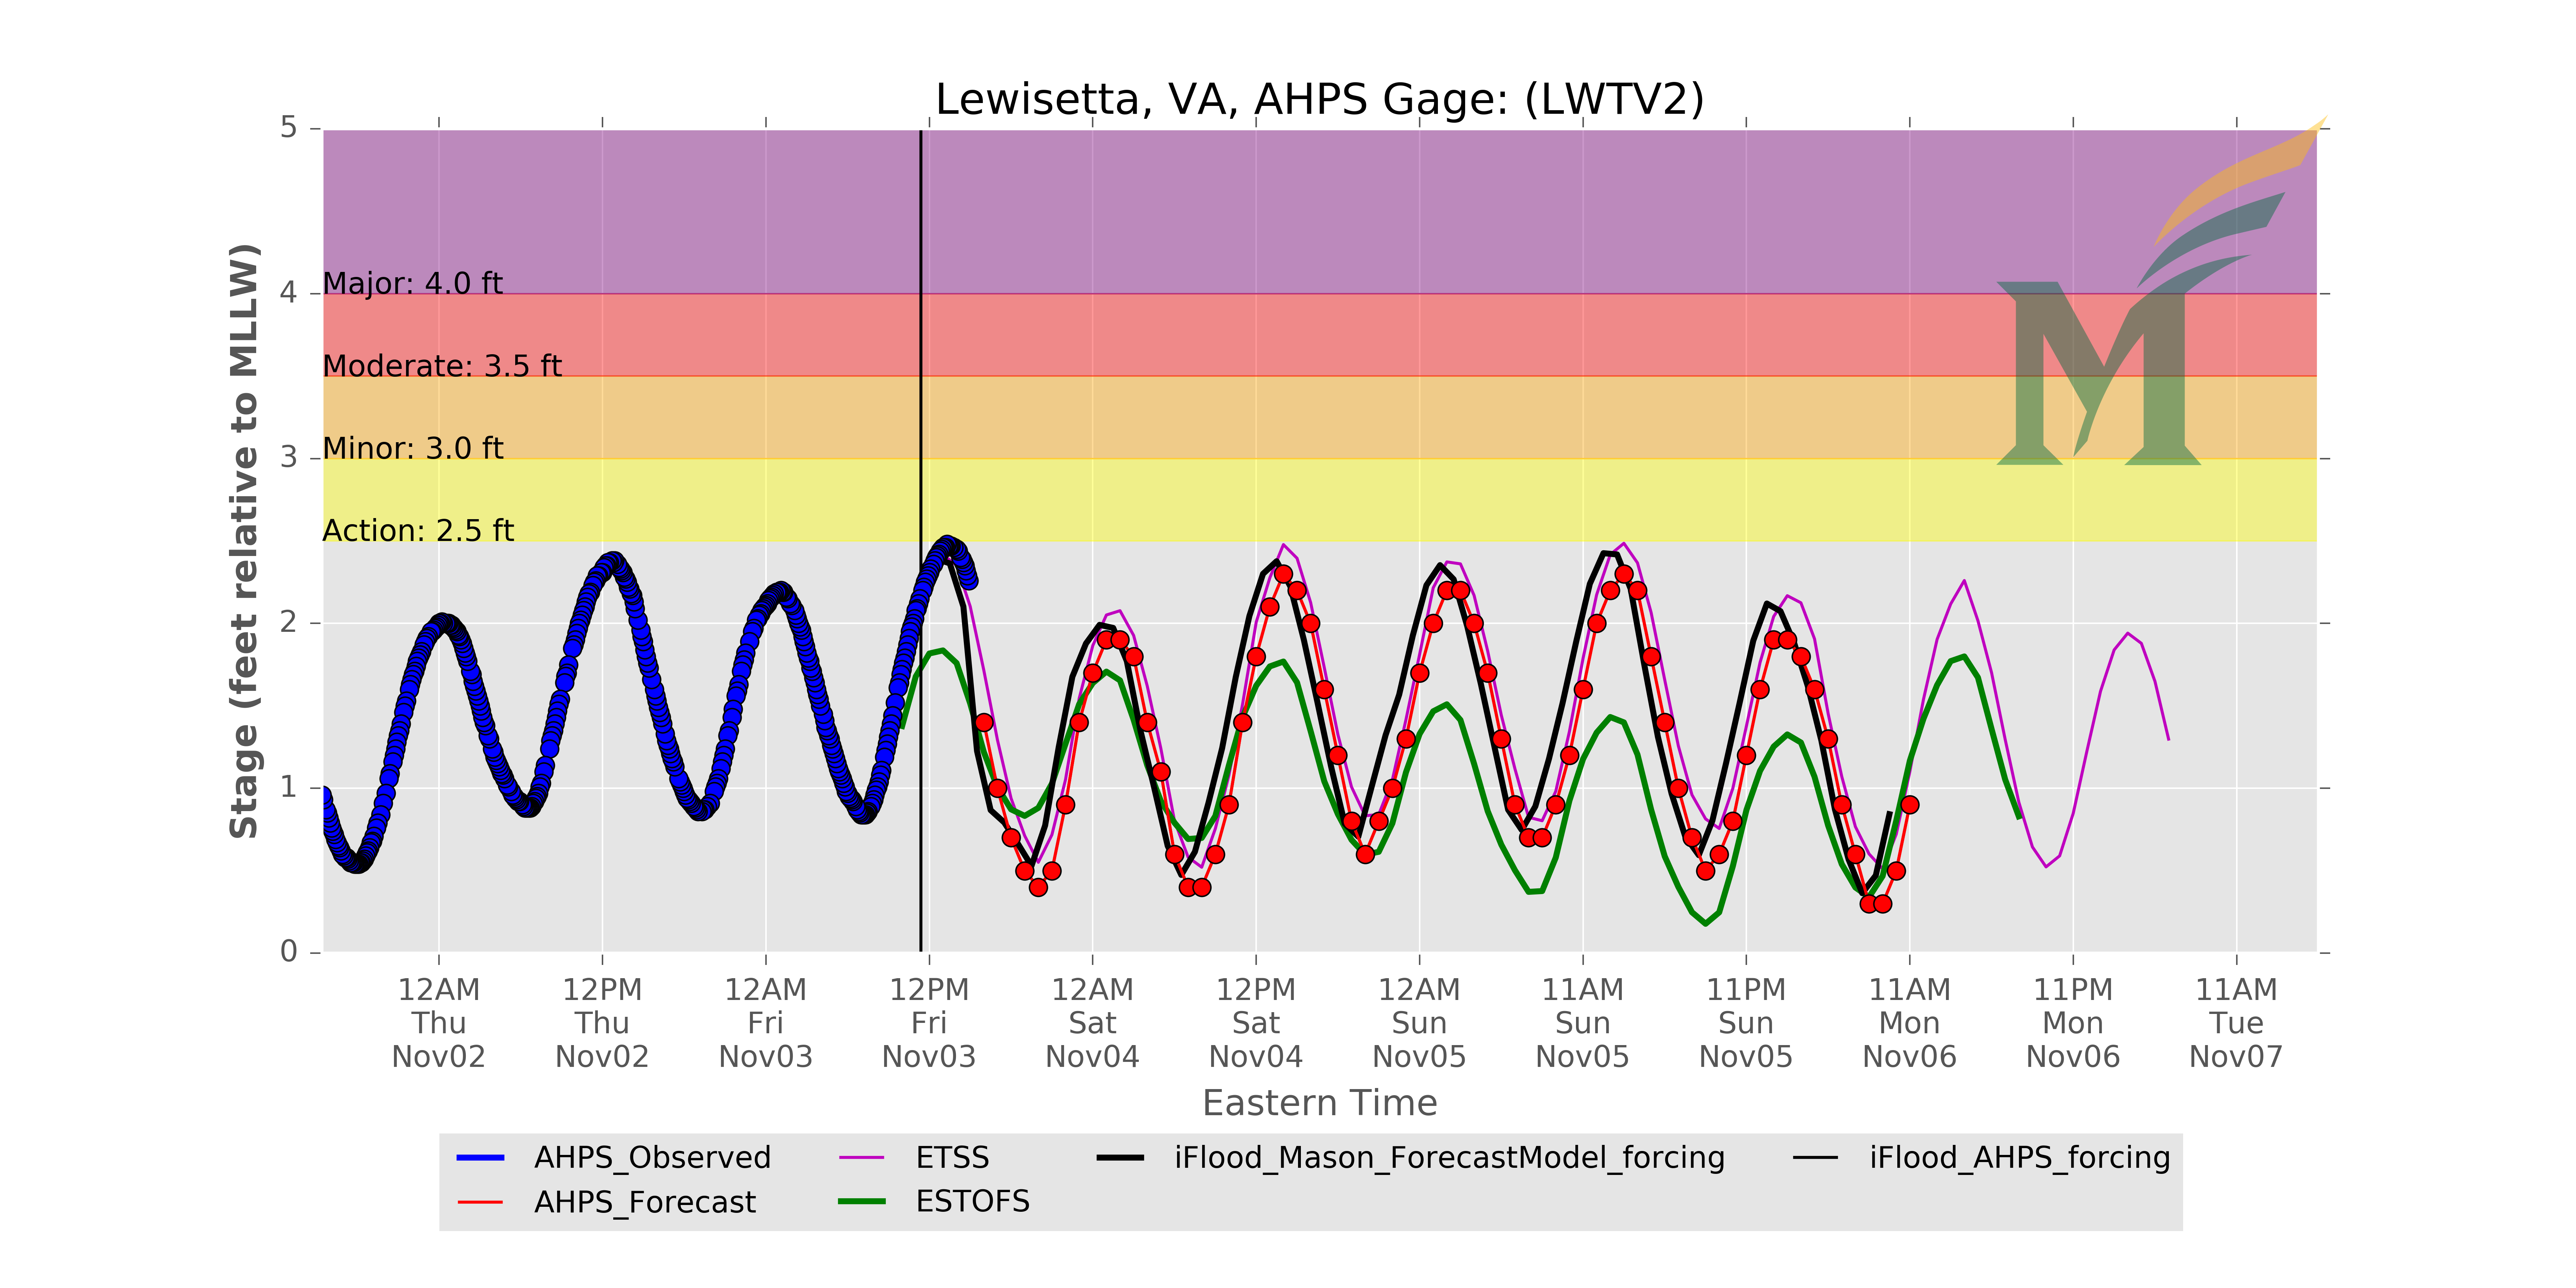 Lewisetta, VA, AHPS Gage: (LWTV2)
Stage (feet relative to MLLW)
5
4
3
2
1
0
Major: 4.0 ft
Moderate: 3.5 ft
Minor: 3.0 ft
Action: 2.5 ft
M
12AM Thu Nov02
12PM Thu Nov02
12AM Fri Nov03
12PM Fri Nov03
12AM Sat Nov04
12PM Sat Nov04
12AM Sun Nov05
11AM Sun Nov05
11PM Sun Nov05
11AM Mon Nov06
11PM Mon Nov06
11AM Tue Nov07
Eastern Time
AHPS_Observed
AHPS_Forecast
ETSS
ESTOFS
iFlood_Mason_ForecastModel_forcing
iFlood_AHPS_forcing